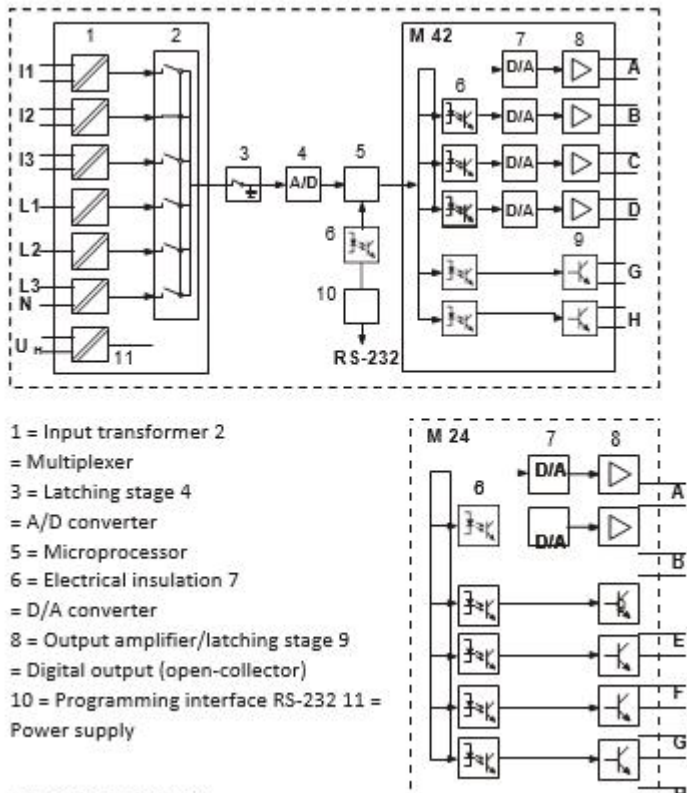 1 2 M 42 7 8
I1 D/A A
I2 6 D/A B
I3 3 4 5 D/A C
L1 A/D D/A D
L2 6 9
L3 10 G
N H
U H 11 RS-232
1 = Input transformer 2
= Multiplexer
3 = Latching stage 4
= A/D converter
5 = Microprocessor
6 = Electrical insulation 7
= D/A converter
8 = Output amplifier/latching stage 9
= Digital output (open-collector)
10 = Programming interface RS-232 11 =
Power supply
M 24 7 8
D/A
6 A
D/A
B
E
F
G